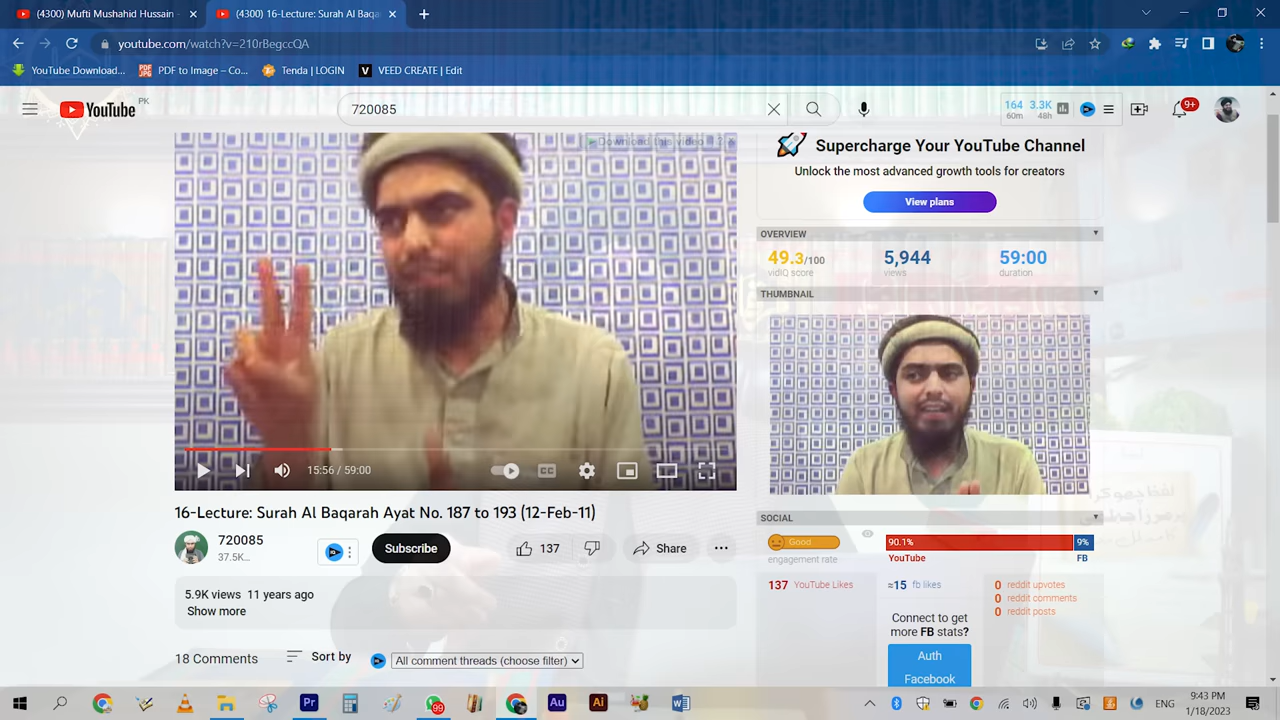 (4300) Mufti Mushahid Hussain -
(4300) 16-Lecture: Surah Al Baqa
youtube.com/watch?v=210rBegccQA
YouTube Download...
PDF to Image – Co...
Tenda | LOGIN
VEED CREATE | Edit
YouTube PK
720085
164 3.3K
60m 48h
9+
Download this video
Supercharge Your YouTube Channel
Unlock the most advanced growth tools for creators
View plans
OVERVIEW
49.3/100 5,944 59:00
vidIQ score views duration
THUMBNAIL
15:56 / 59:00
CC
16-Lecture: Surah Al Baqarah Ayat No. 187 to 193 (12-Feb-11)
720085
37.5K...
Subscribe
137
Share
5.9K views 11 years ago
Show more
18 Comments
Sort by
All comment threads (choose filter)
SOCIAL
Good
engagement rate
90.1% 9%
YouTube FB
137 YouTube Likes
≈15 fb likes
0 reddit upvotes
0 reddit comments
0 reddit posts
Connect to get
more FB stats?
Auth
Facebook
99
Pr
Au
Ai
ENG
9:43 PM
1/18/2023